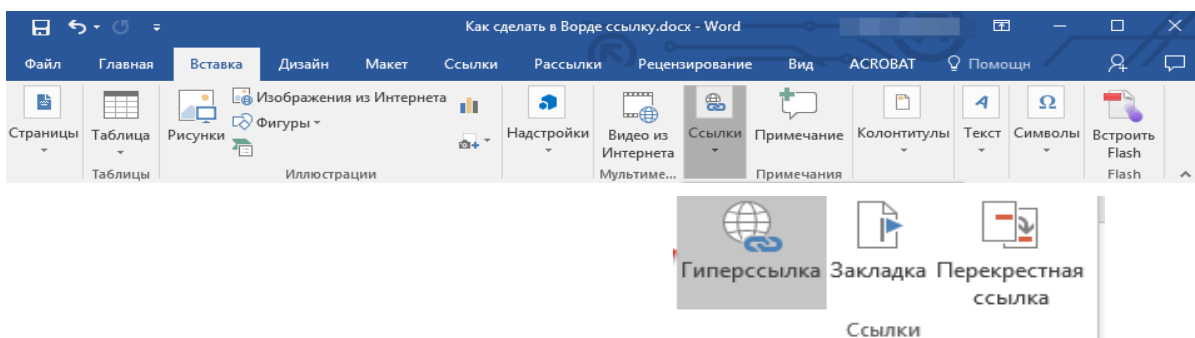 Как сделать в Ворде ссылку.docx - Word
Файл Главная Вставка Дизайн Макет Ссылки Рассылки Рецензирование Вид ACROBAT Помощн
Изображения из Интернета
Фигуры
Страницы Таблица Рисунки Надстройки Видео из Интернета Ссылки Примечание Колонтитулы Текст Символы Встроить Flash
Таблицы Иллюстрации Мультиме... Примечания Flash
Гиперссылка Закладка Перекрестная
ссылка
Ссылки